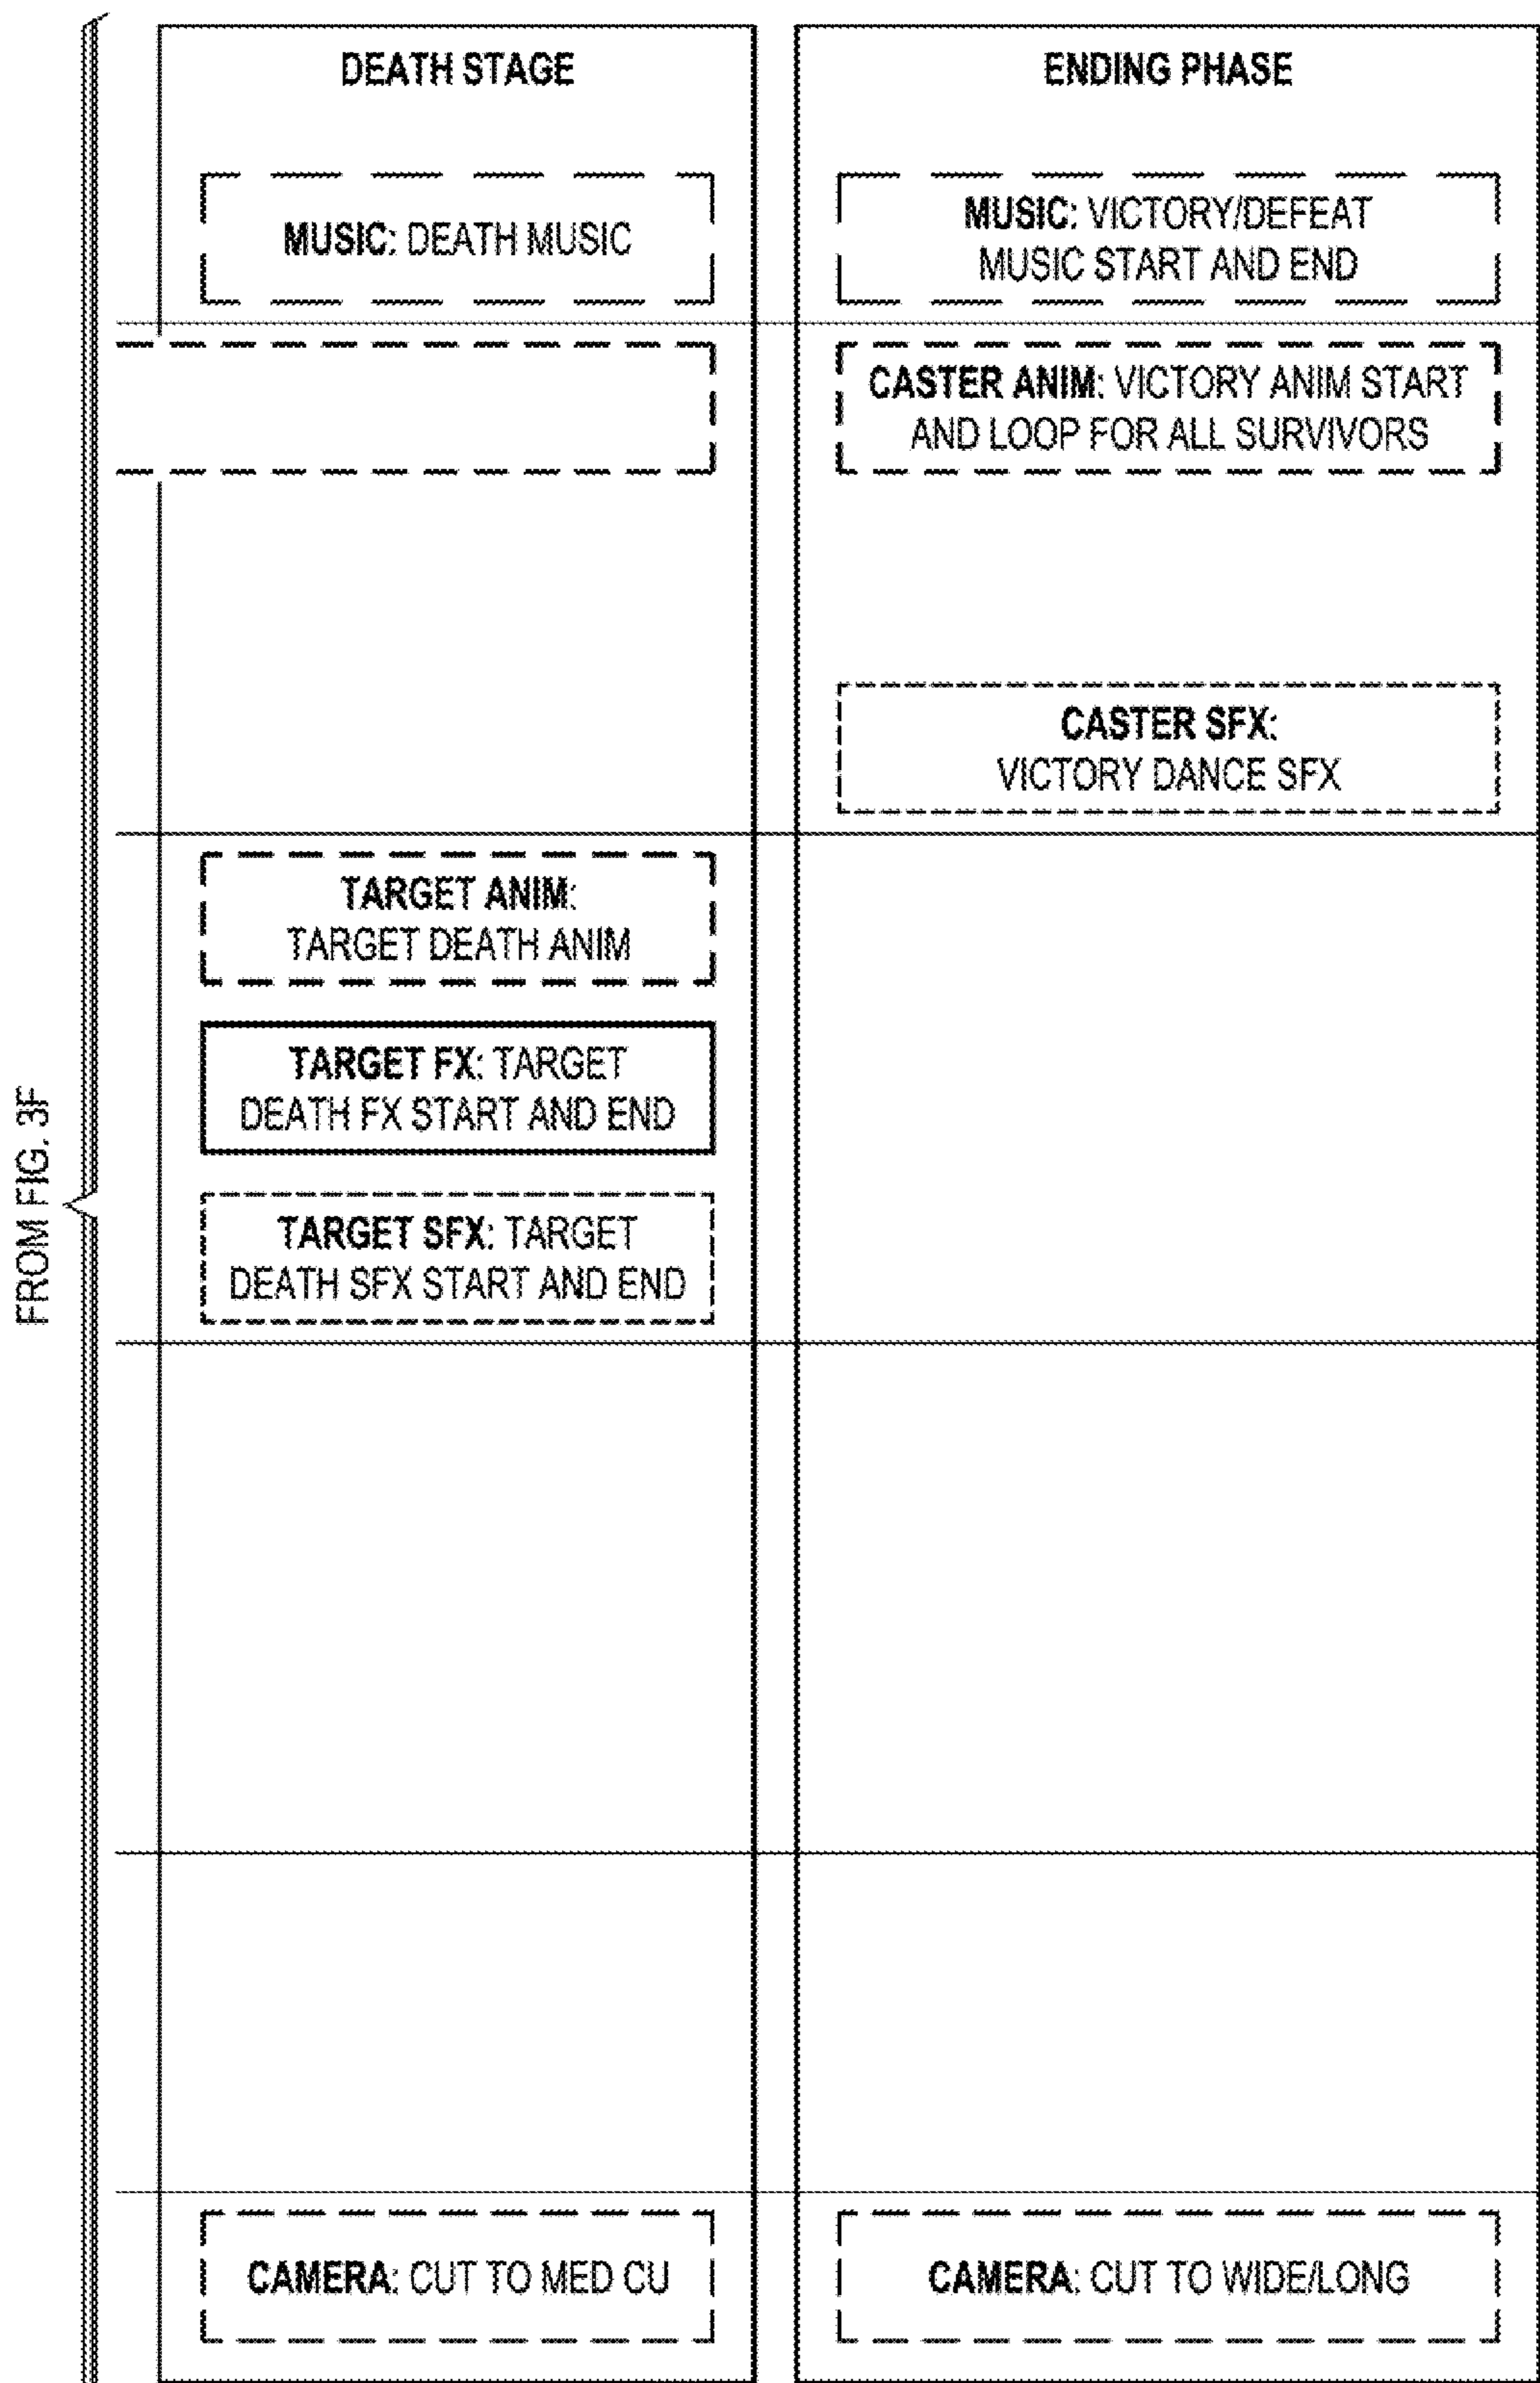 FROM FIG. 3F
DEATH STAGE
MUSIC: DEATH MUSIC
TARGET ANIM:
TARGET DEATH ANIM
TARGET FX: TARGET
DEATH FX START AND END
TARGET SFX: TARGET
DEATH SFX START AND END
CAMERA: CUT TO MED CU
ENDING PHASE
MUSIC: VICTORY/DEFEAT
MUSIC START AND END
CASTER ANIM: VICTORY ANIM START
AND LOOP FOR ALL SURVIVORS
CASTER SFX:
VICTORY DANCE SFX
CAMERA: CUT TO WIDE/LONG